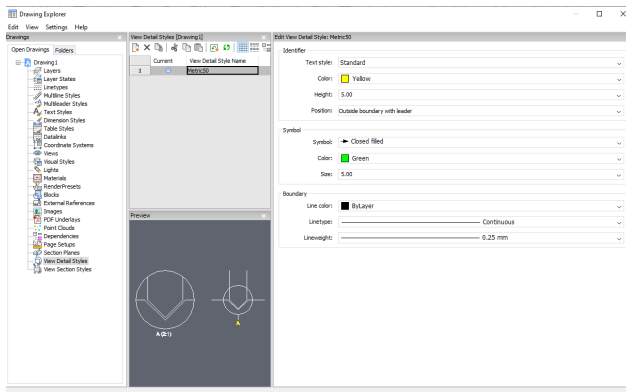 Drawing Explorer
Edit View Settings Help
Drawings
Open Drawings Folders
Drawing1
Layers
Layer States
Linetypes
Multiline Styles
Multileader Styles
Text Styles
Dimension Styles
Table Styles
Datalinks
Coordinate Systems
Views
Visual Styles
Lights
Materials
RenderPresets
Blocks
External References
Images
PDF Underlays
Point Clouds
Dependencies
Page Setups
Section Planes
View Detail Styles
View Section Styles
View Detail Styles [Drawing1]
Current View Detail Style Name
1 Metric50
Preview
A (2:1)
A
Edit View Detail Style: Metric50
Identifier
Text style: Standard
Color: Yellow
Height: 5.00
Position: Outside boundary with leader
Symbol
Symbol: Closed filled
Color: Green
Size: 5.00
Boundary
Line color: ByLayer
Linetype: Continuous
Lineweight: 0.25 mm